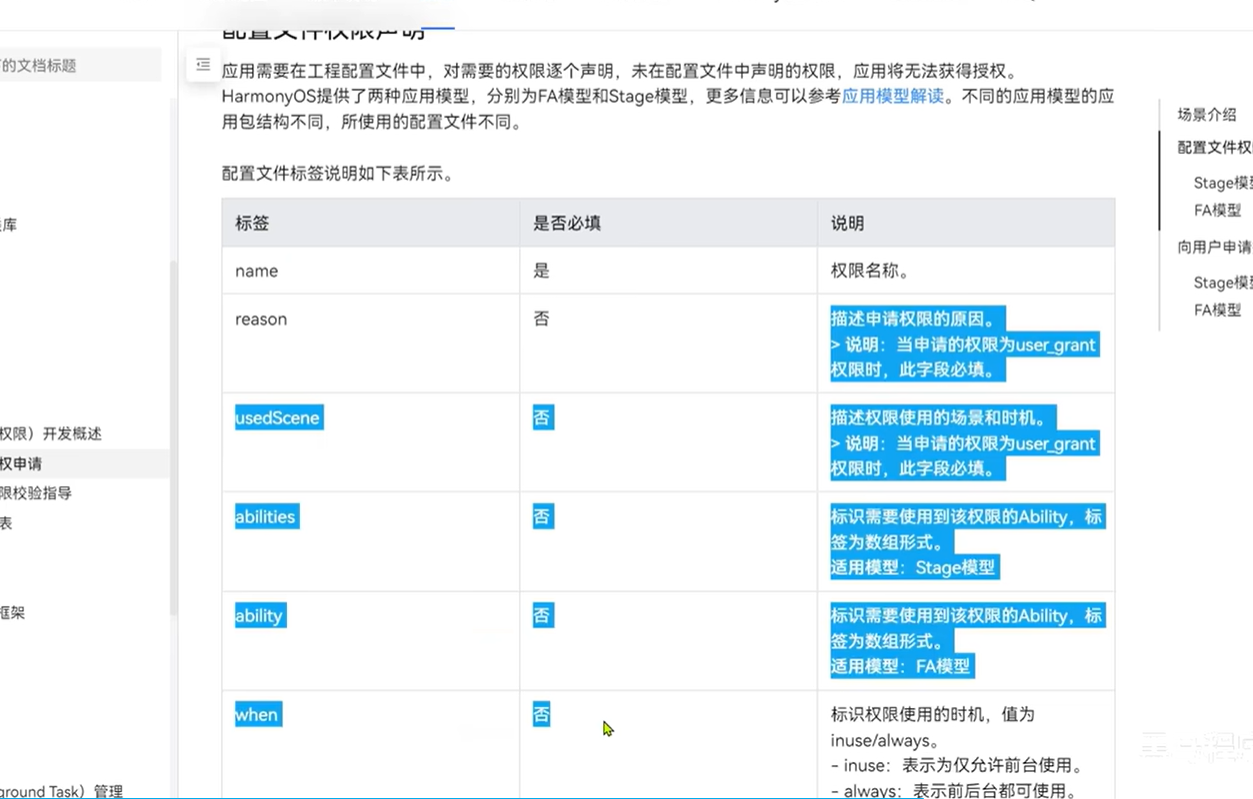 配置文件权限声明
的文档标题
应用需要在工程配置文件中，对需要的权限逐个声明，未在配置文件中声明的权限，应用将无法获得授权。
HarmonyOS提供了两种应用模型，分别为FA模型和Stage模型，更多信息可以参考应用模型解读。不同的应用模型的应
用包结构不同，所使用的配置文件不同。
配置文件标签说明如下表所示。
标签 是否必填 说明
name 是 权限名称。
reason 否 描述申请权限的原因。
> 说明：当申请的权限为user_grant
权限时，此字段必填。
usedScene 否 描述权限使用的场景和时机。
> 说明：当申请的权限为user_grant
权限时，此字段必填。
abilities 否 标识需要使用到该权限的Ability，标
签为数组形式。
适用模型：Stage模型
ability 否 标识需要使用到该权限的Ability，标
签为数组形式。
适用模型：FA模型
when 否 标识权限使用的时机，值为
inuse/always。
- inuse：表示为仅允许前台使用。
- always：表示前后台都可使用。
库
权限）开发概述
权申请
限校验指导
表
框架
ground Task）管理
场景介绍
配置文件权
Stage模型
FA模型
向用户申请
Stage模型
FA模型